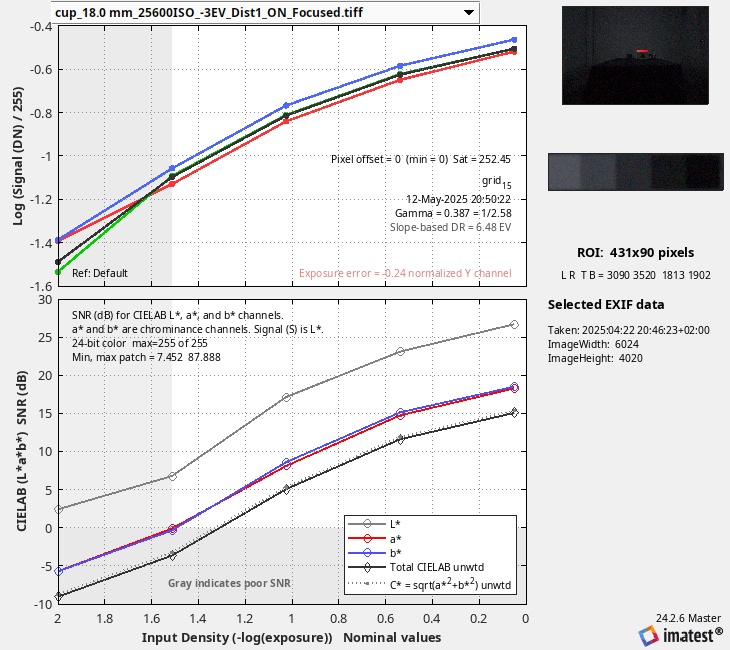 cup_18.0 mm_25600ISO_-3EV_Dist1_ON_Focused.tiff
-0.4
-0.6
-0.8
-1
-1.2
-1.4
-1.6
Log (Signal (DN) / 255)
Pixel offset = 0 (min = 0) Sat = 252.45
grid15
12-May-2025 20:50:22
Gamma = 0.387 = 1/2.58
Slope-based DR = 6.48 EV
Ref: Default
Exposure error = -0.24 normalized Y channel
30
25
20
15
10
5
0
-5
-10
CIELAB (L*a*b*) SNR (dB)
SNR (dB) for CIELAB L*, a*, and b* channels.
a* and b* are chrominance channels. Signal (S) is L*.
24-bit color max=255 of 255
Min, max patch = 7.452 87.888
L*
a*
b*
Total CIELAB unwtd
C* = sqrt(a*2+b*2) unwtd
Gray indicates poor SNR
2 1.8 1.6 1.4 1.2 1 0.8 0.6 0.4 0.2 0
Input Density (-log(exposure)) Nominal values
ROI: 431x90 pixels
L R T B = 3090 3520 1813 1902
Selected EXIF data
Taken: 2025:04:22 20:46:23+02:00
ImageWidth: 6024
ImageHeight: 4020
24.2.6 Master
imatest®